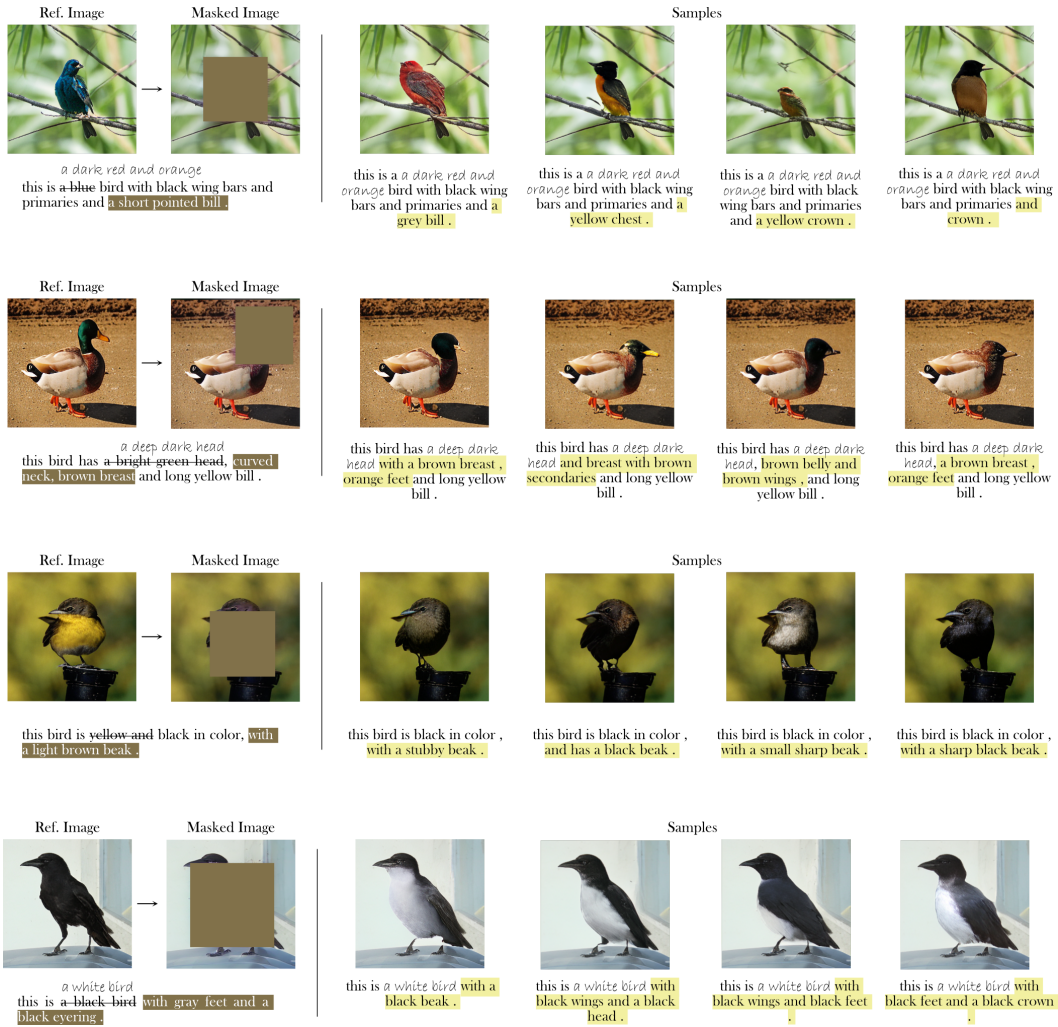 Ref. Image
Masked Image
Samples
a dark red and orange
this is a blue bird with black wing bars and
primaries and a short pointed bill .
this is a a dark red and
orange bird with black wing
bars and primaries and a
grey bill .
this is a a dark red and
orange bird with black wing
bars and primaries and a
yellow chest .
this is a a dark red and
orange bird with black
wing bars and primaries
and a yellow crown .
this is a a dark red and
orange bird with black wing
bars and primaries and
crown .
Ref. Image
Masked Image
Samples
a deep dark head
this bird has a bright green head, curved
neck, brown breast and long yellow bill .
this bird has a deep dark
head with a brown breast ,
orange feet and long yellow
bill .
this bird has a deep dark
head and breast with brown
secondaries and long yellow
bill .
this bird has a deep dark
head, brown belly and
brown wings , and long
yellow bill .
this bird has a deep dark
head, a brown breast ,
orange feet and long yellow
bill .
Ref. Image
Masked Image
Samples
this bird is yellow and black in color, with
a light brown beak .
this bird is black in color ,
with a stubby beak .
this bird is black in color ,
and has a black beak .
this bird is black in color ,
with a small sharp beak .
this bird is black in color ,
with a sharp black beak .
Ref. Image
Masked Image
Samples
a white bird
this is a black bird with gray feet and a
black eyering .
this is a white bird with a
black beak .
this is a white bird with
black wings and a black
head .
this is a white bird with
black wings and black feet
.
this is a white bird with
black feet and a black crown
.